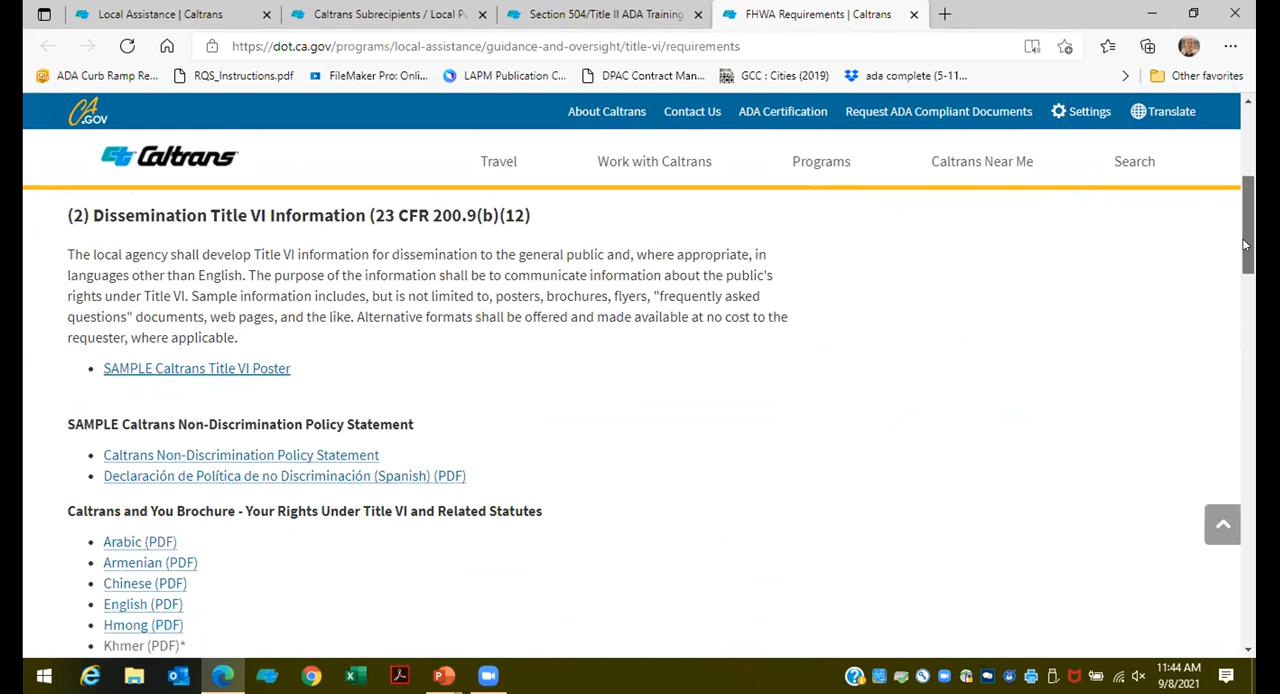 Local Assistance | Caltrans
Caltrans Subrecipients / Local Pu
Section 504/Title II ADA Training
FHWA Requirements | Caltrans
https://dot.ca.gov/programs/local-assistance/guidance-and-oversight/title-vi/requirements
ADA Curb Ramp Re...
RQS_Instructions.pdf
FileMaker Pro: Onli...
LAPM Publication C...
DPAC Contract Man...
GCC : Cities (2019)
ada complete (5-11...
Other favorites
CA.GOV
About Caltrans
Contact Us
ADA Certification
Request ADA Compliant Documents
Settings
Translate
Caltrans
Travel
Work with Caltrans
Programs
Caltrans Near Me
Search
(2) Dissemination Title VI Information (23 CFR 200.9(b)(12)
The local agency shall develop Title VI information for dissemination to the general public and, where appropriate, in
languages other than English. The purpose of the information shall be to communicate information about the public's
rights under Title VI. Sample information includes, but is not limited to, posters, brochures, flyers, "frequently asked
questions" documents, web pages, and the like. Alternative formats shall be offered and made available at no cost to the
requester, where applicable.
SAMPLE Caltrans Title VI Poster
SAMPLE Caltrans Non-Discrimination Policy Statement
Caltrans Non-Discrimination Policy Statement
Declaración de Política de no Discriminación (Spanish) (PDF)
Caltrans and You Brochure - Your Rights Under Title VI and Related Statutes
Arabic (PDF)
Armenian (PDF)
Chinese (PDF)
English (PDF)
Hmong (PDF)
Khmer (PDF)*
11:44 AM
9/8/2021